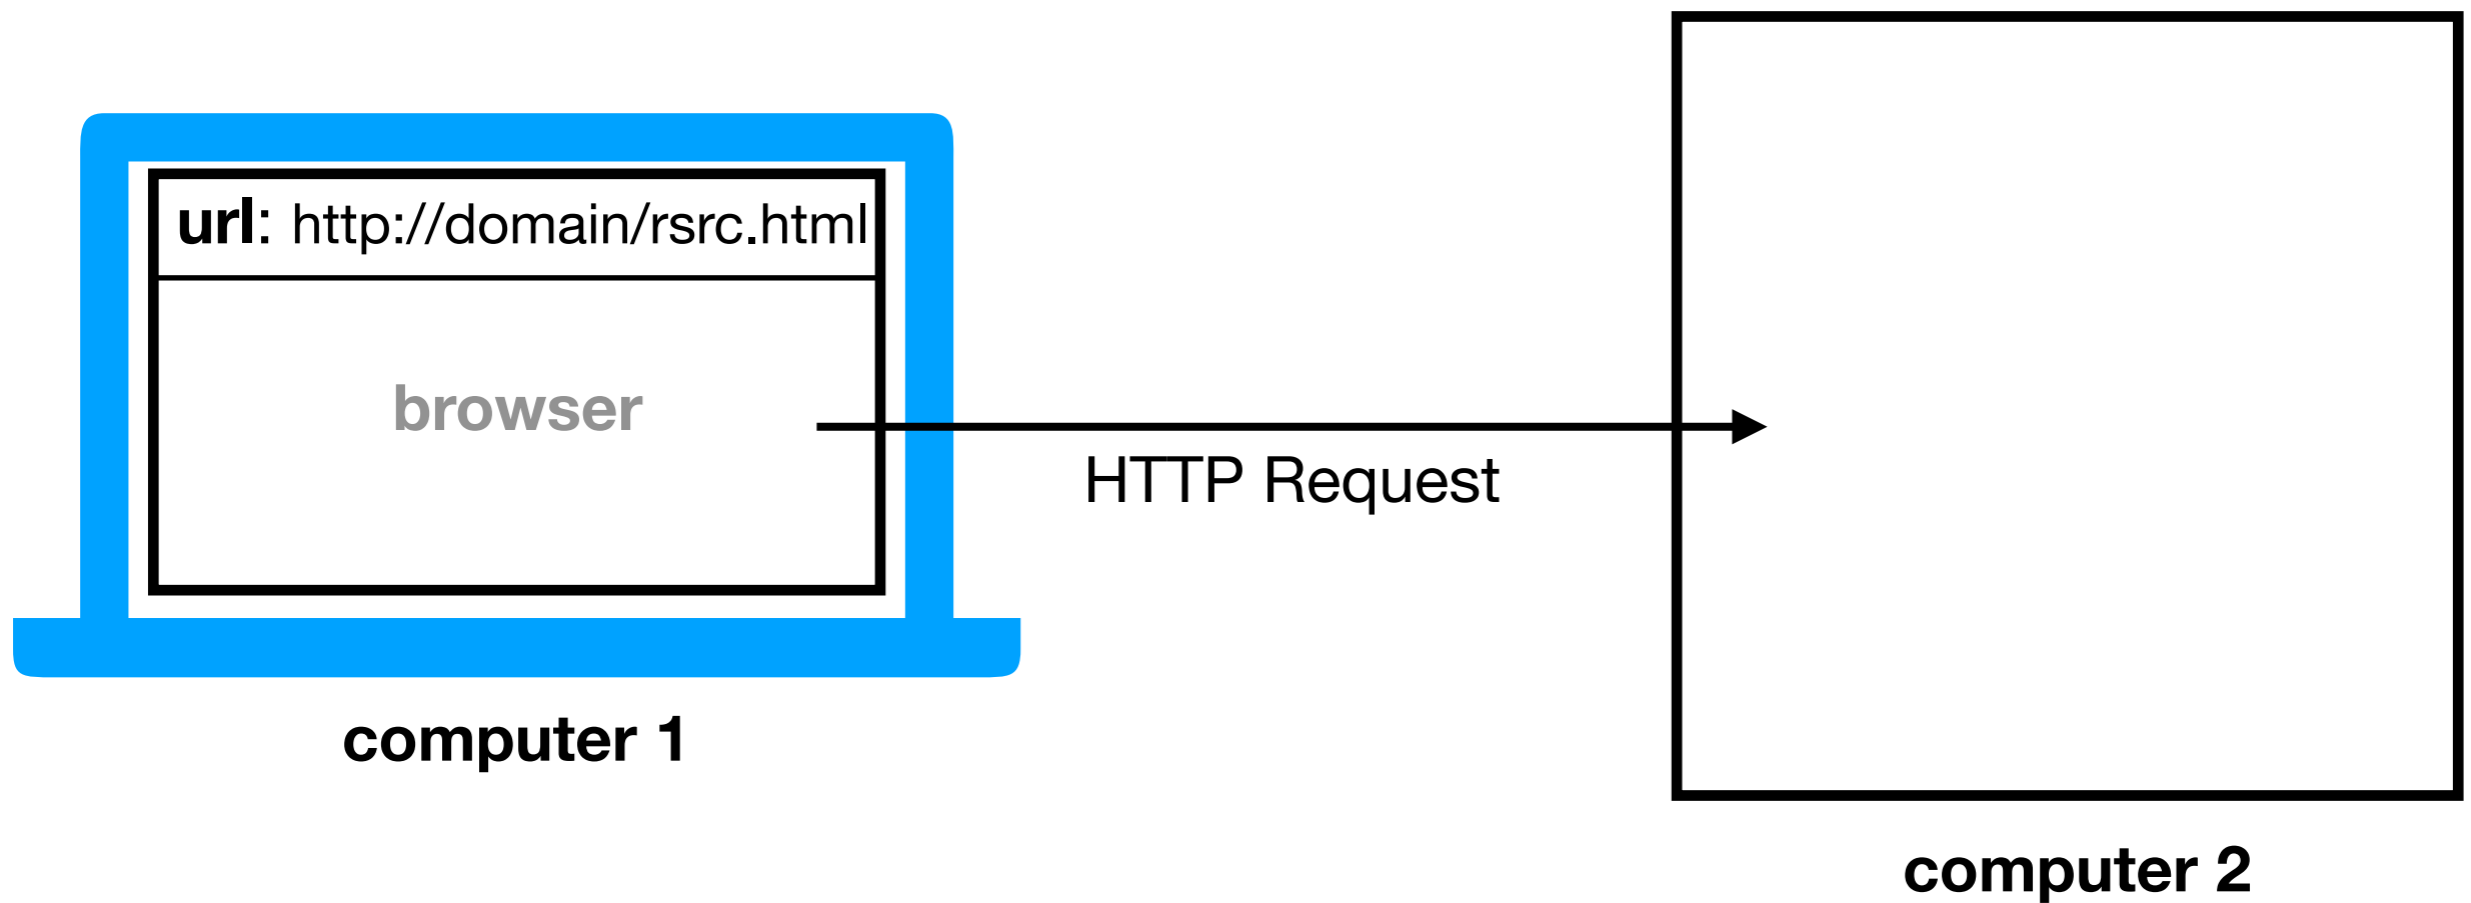 url: http://domain/rsrc.html
browser
HTTP Request
computer 1
computer 2